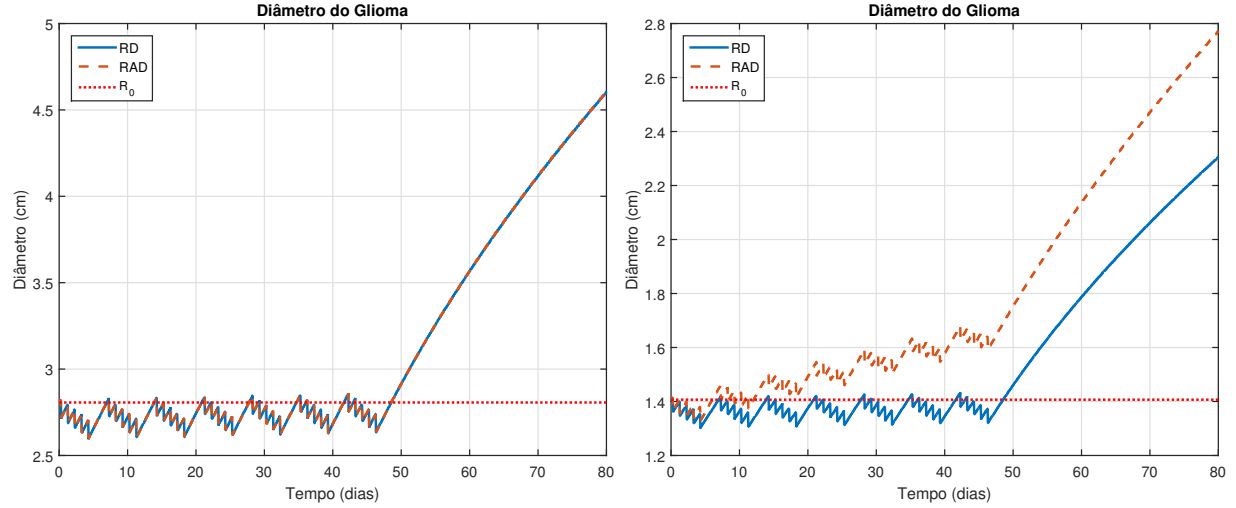 Diâmetro do Glioma
5
4.5
4
3.5
3
2.5
Diâmetro (cm)
RD
RAD
R0
0 10 20 30 40 50 60 70 80
Tempo (dias)
Diâmetro do Glioma
2.8
2.6
2.4
2.2
2
1.8
1.6
1.4
1.2
Diâmetro (cm)
RD
RAD
R0
0 10 20 30 40 50 60 70 80
Tempo (dias)